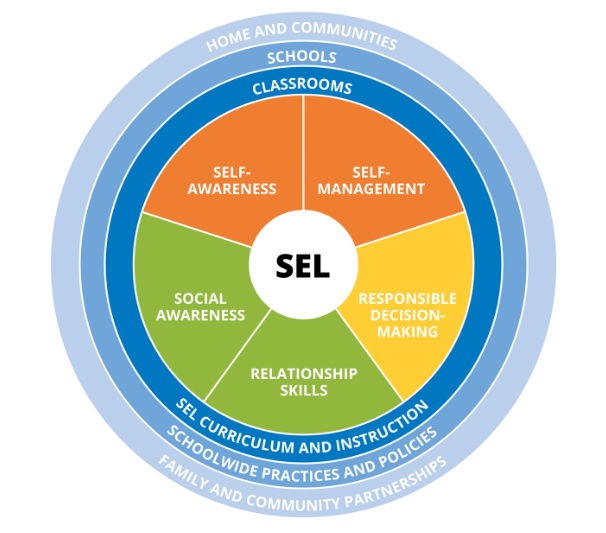 HOME AND COMMUNITIES
SCHOOLS
CLASSROOMS
SELF-
AWARENESS
SELF-
MANAGEMENT
SEL
SOCIAL
AWARENESS
RESPONSIBLE
DECISION-
MAKING
RELATIONSHIP
SKILLS
SEL CURRICULUM AND INSTRUCTION
SCHOOLWIDE PRACTICES AND POLICIES
FAMILY AND COMMUNITY PARTNERSHIPS